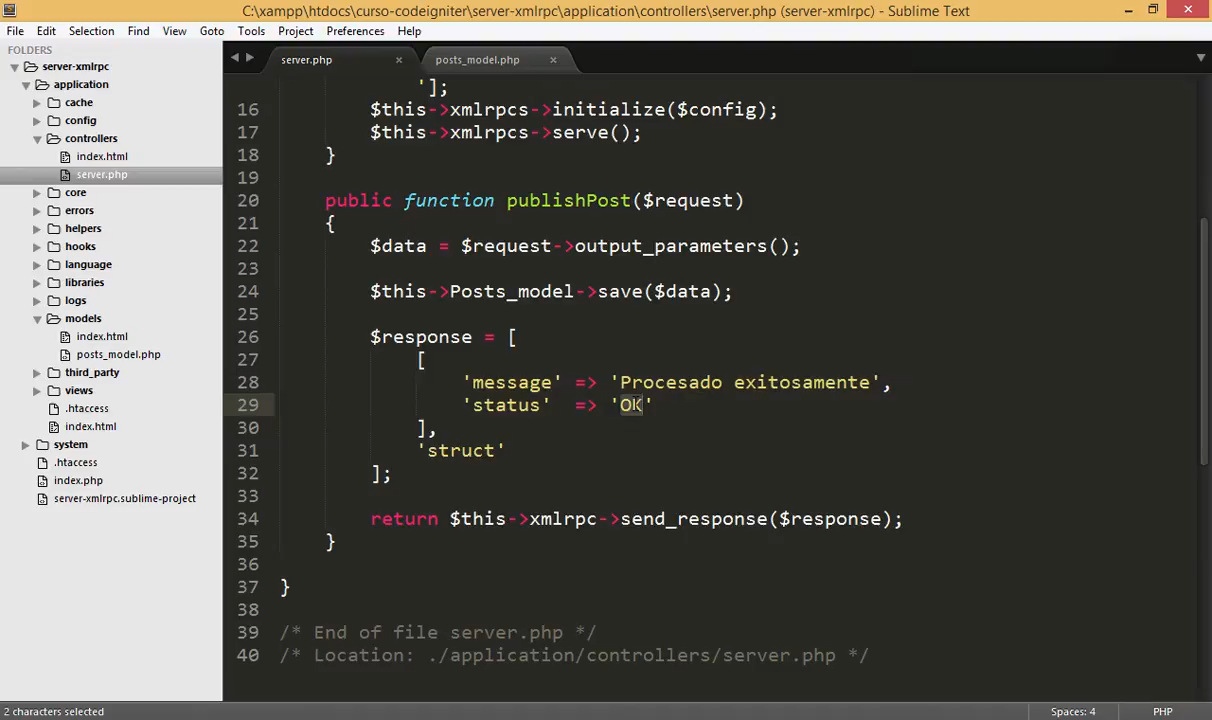 C:\xampp\htdocs\curso-codeigniter\server-xmlrpc\application\controllers\server.php (server-xmlrpc) - Sublime Text
File Edit Selection Find View Goto Tools Project Preferences Help
FOLDERS
server-xmlrpc
application
cache
config
controllers
index.html
server.php
core
errors
helpers
hooks
language
libraries
logs
models
index.html
posts_model.php
third_party
views
.htaccess
index.html
system
.htaccess
index.php
server-xmlrpc.sublime-project
server.php posts_model.php
'];
16 $this->xmlrpcs->initialize($config);
17 $this->xmlrpcs->serve();
18 }
19
20 public function publishPost($request)
21 {
22 $data = $request->output_parameters();
23
24 $this->Posts_model->save($data);
25
26 $response = [
27 [
28 'message' => 'Procesado exitosamente',
29 'status' => 'OK'
30 ],
31 'struct'
32 ];
33
34 return $this->xmlrpc->send_response($response);
35 }
36
37 }
38
39 /* End of file server.php */
40 /* Location: ./application/controllers/server.php */
2 characters selected Spaces: 4 PHP